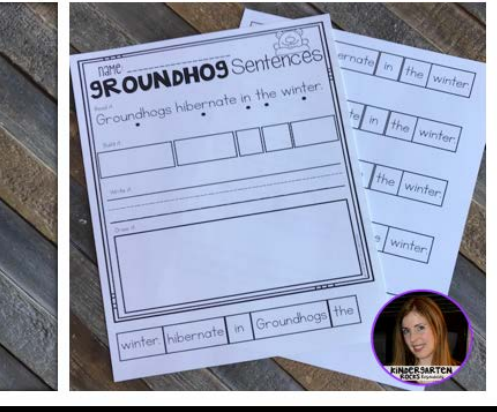 name:
GROUNDHOG Sentences
Read it.
Groundhogs hibernate in the winter.
Build it.
Write it.
Draw it.
winter. hibernate in Groundhogs the
ernate in the winter
te in the winter
the winter.
winter
KINDERGARTEN
ROCKS